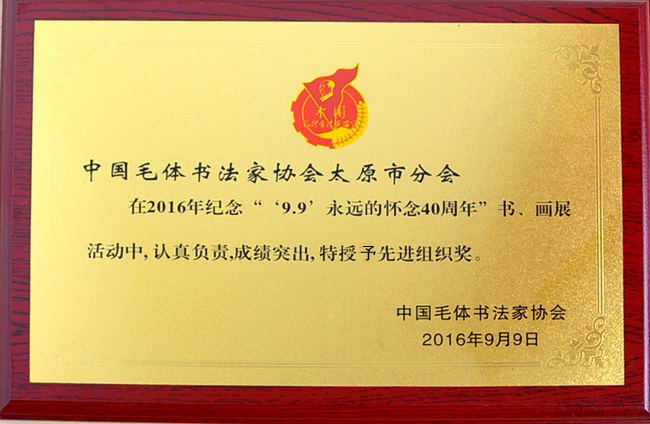 中国毛体书法家协会太原市分会
在2016年纪念“‘9.9’永远的怀念40周年”书、画展
活动中,认真负责,成绩突出,特授予先进组织奖。
中国毛体书法家协会
2016年9月9日